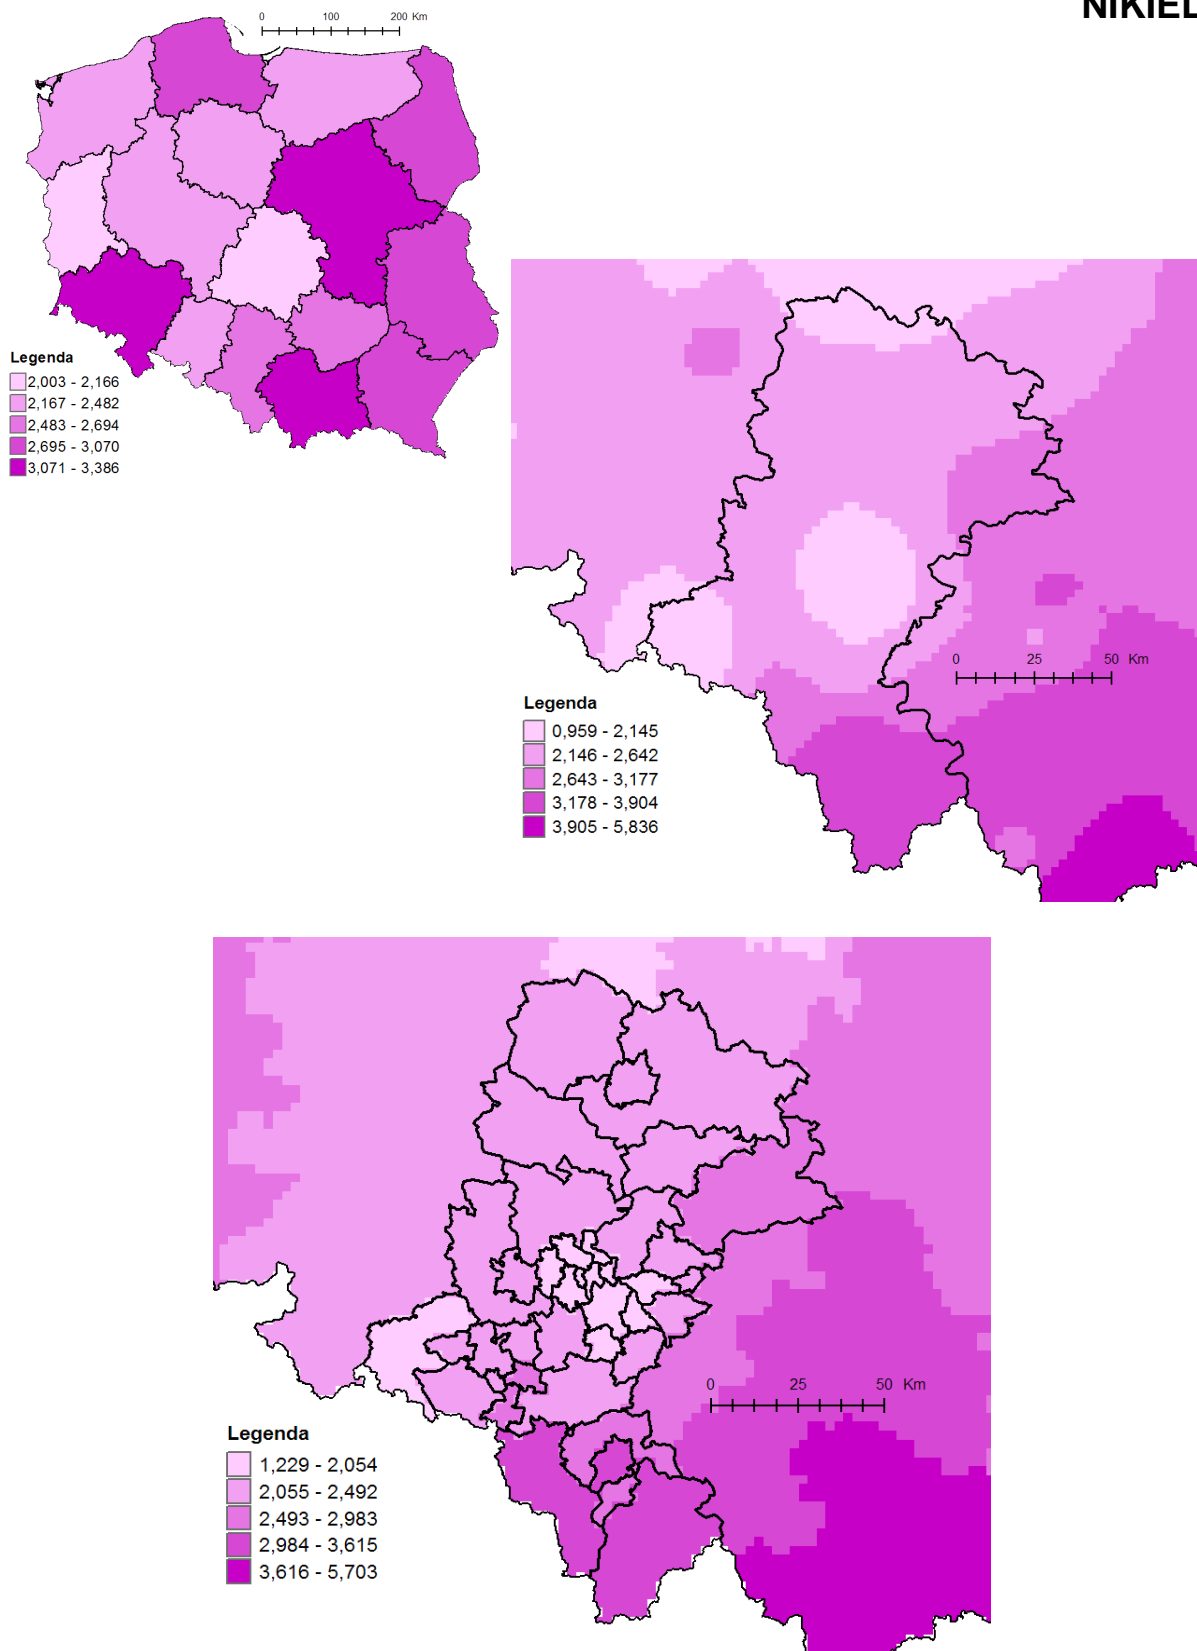 NIKIEL
0 100 200 Km
Legenda
2,003 - 2,166
2,167 - 2,482
2,483 - 2,694
2,695 - 3,070
3,071 - 3,386
0 25 50 Km
Legenda
0,959 - 2,145
2,146 - 2,642
2,643 - 3,177
3,178 - 3,904
3,905 - 5,836
0 25 50 Km
Legenda
1,229 - 2,054
2,055 - 2,492
2,493 - 2,983
2,984 - 3,615
3,616 - 5,703